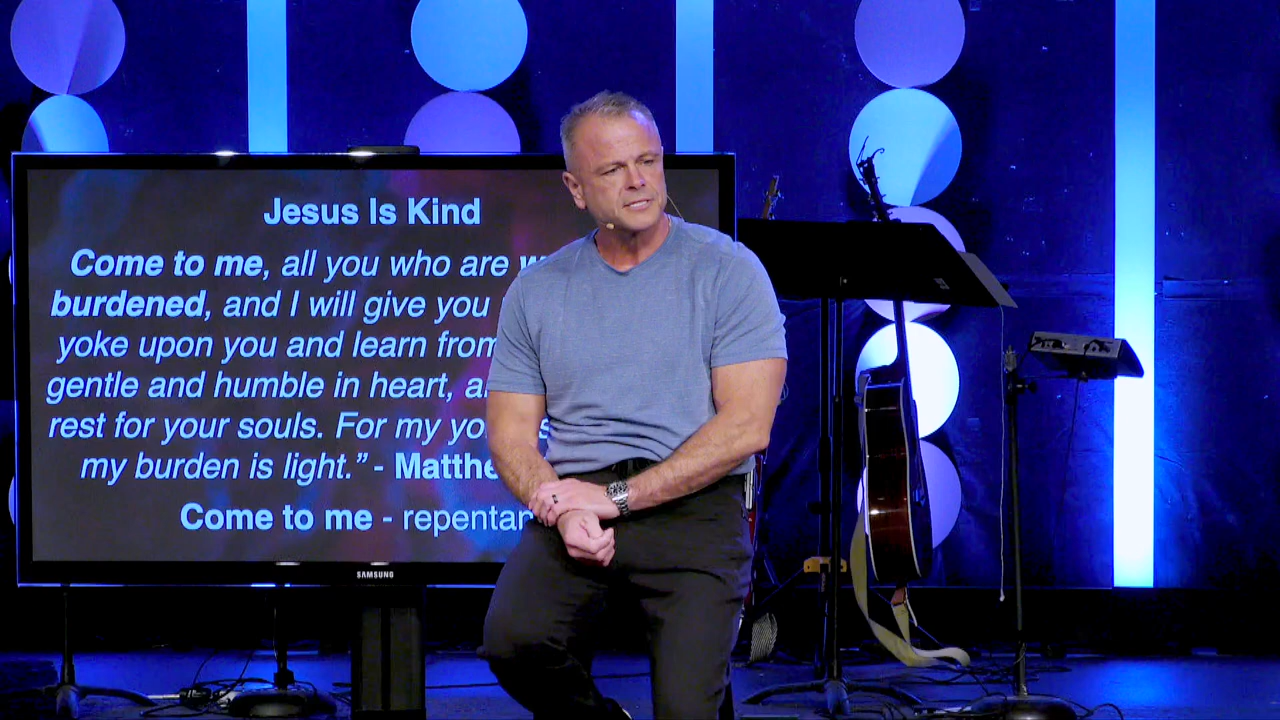 Jesus Is Kind
Come to me, all you who are
burdened, and I will give you
yoke upon you and learn from
gentle and humble in heart,
rest for your souls. For my
my burden is light.” - Matthe
Come to me - repentan
SAMSUNG